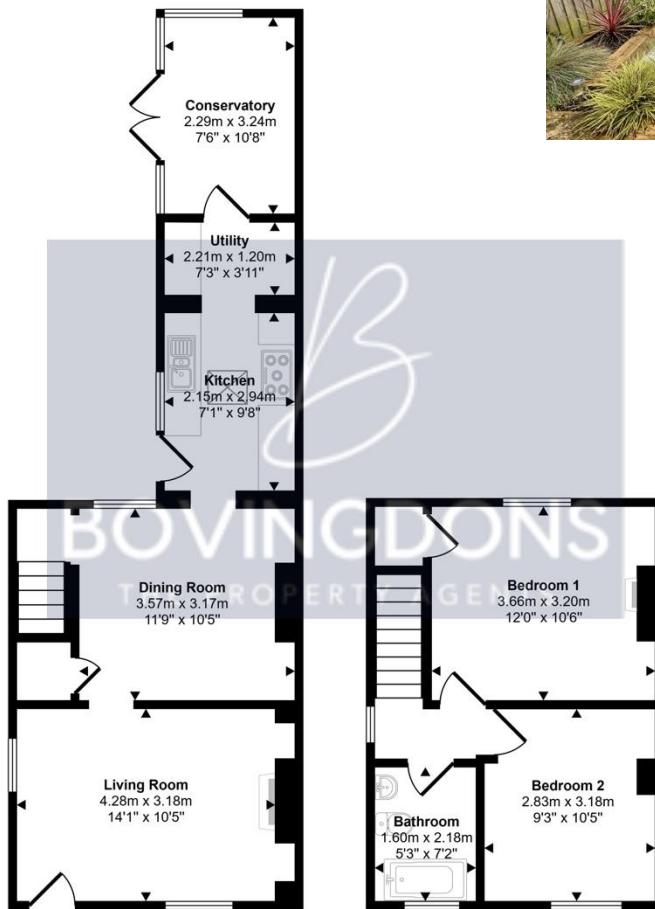 Conservatory
2.29m x 3.24m
7'6" x 10'8"
Utility
2.21m x 1.20m
7'3" x 3'11"
Kitchen
2.15m x 2.94m
7'1" x 9'8"
B
BOVINGDONS
THE PROPERTY AGENTS
Dining Room
3.57m x 3.17m
11'9" x 10'5"
Living Room
4.28m x 3.18m
14'1" x 10'5"
Bedroom 1
3.66m x 3.20m
12'0" x 10'6"
Bedroom 2
2.83m x 3.18m
9'3" x 10'5"
Bathroom
1.60m x 2.18m
5'3" x 7'2"